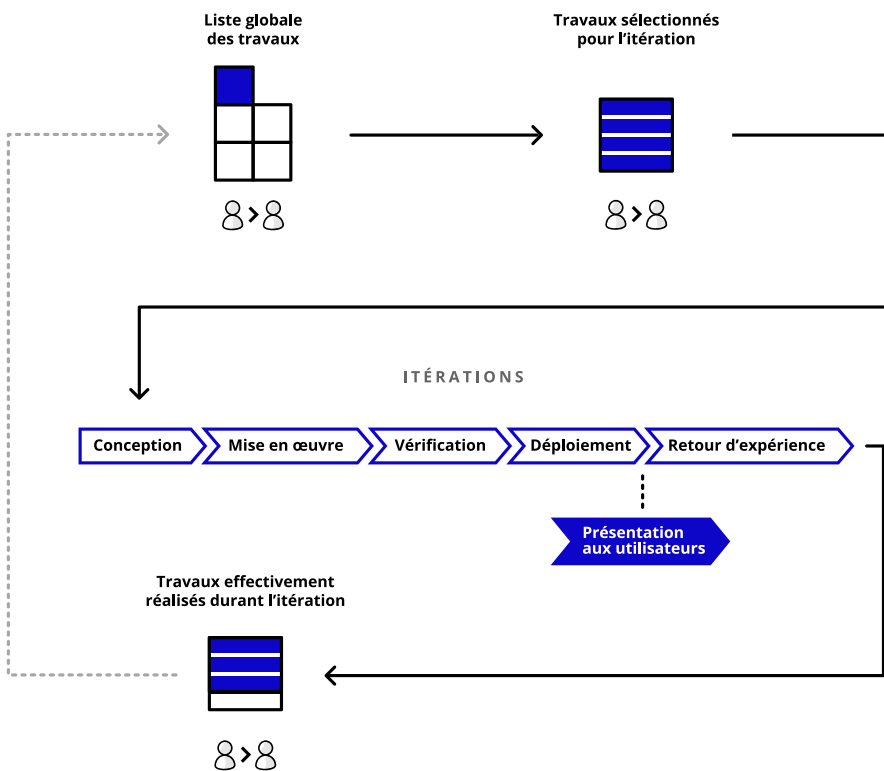 Liste globale
des travaux
Travaux sélectionnés
pour l'itération
ITÉRATIONS
Conception
Mise en œuvre
Vérification
Déploiement
Retour d'expérience
Présentation
aux utilisateurs
Travaux effectivement
réalisés durant l'itération